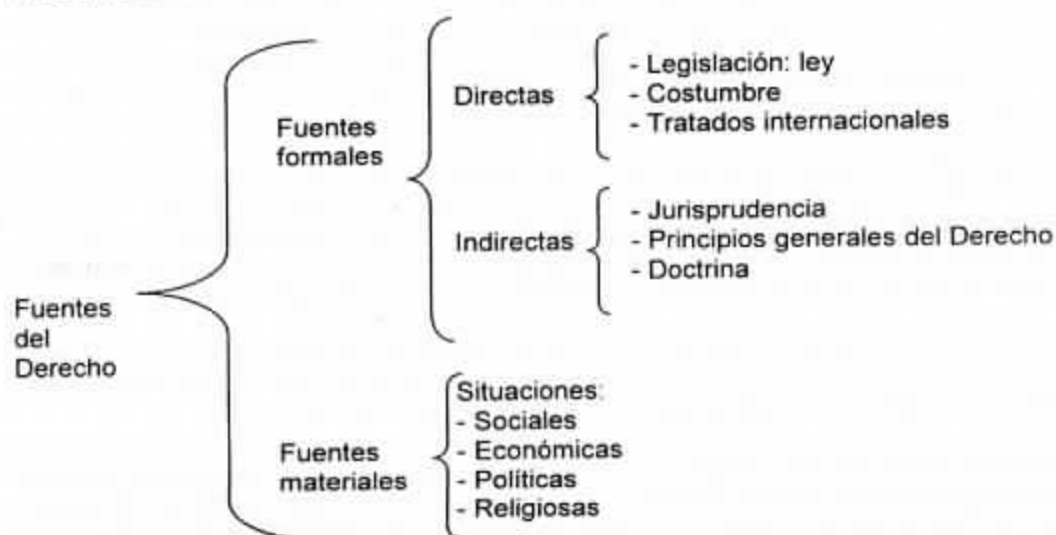 Fuentes
del
Derecho
Fuentes
formales
Directas
- Legislación: ley
- Costumbre
- Tratados internacionales
Indirectas
- Jurisprudencia
- Principios generales del Derecho
- Doctrina
Fuentes
materiales
Situaciones:
- Sociales
- Económicas
- Políticas
- Religiosas